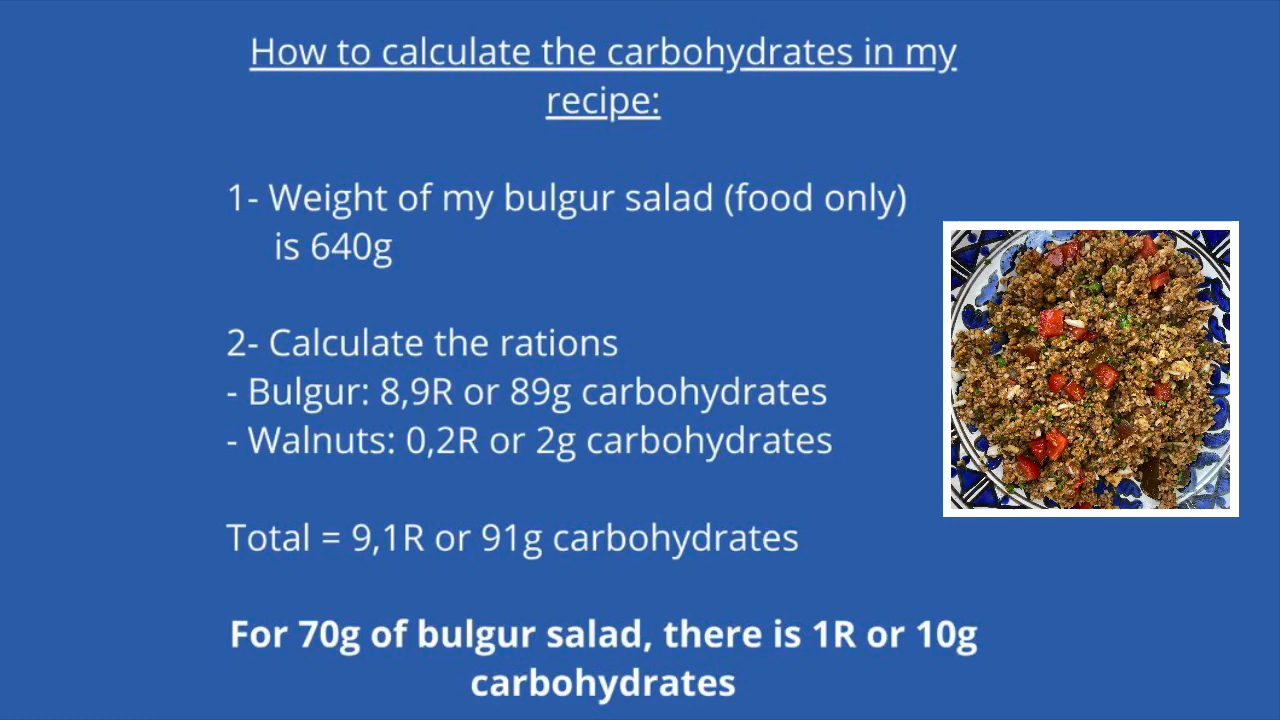 How to calculate the carbohydrates in my
recipe:
1- Weight of my bulgur salad (food only)
is 640g
2- Calculate the rations
- Bulgur: 8,9R or 89g carbohydrates
- Walnuts: 0,2R or 2g carbohydrates
Total = 9,1R or 91g carbohydrates
For 70g of bulgur salad, there is 1R or 10g
carbohydrates